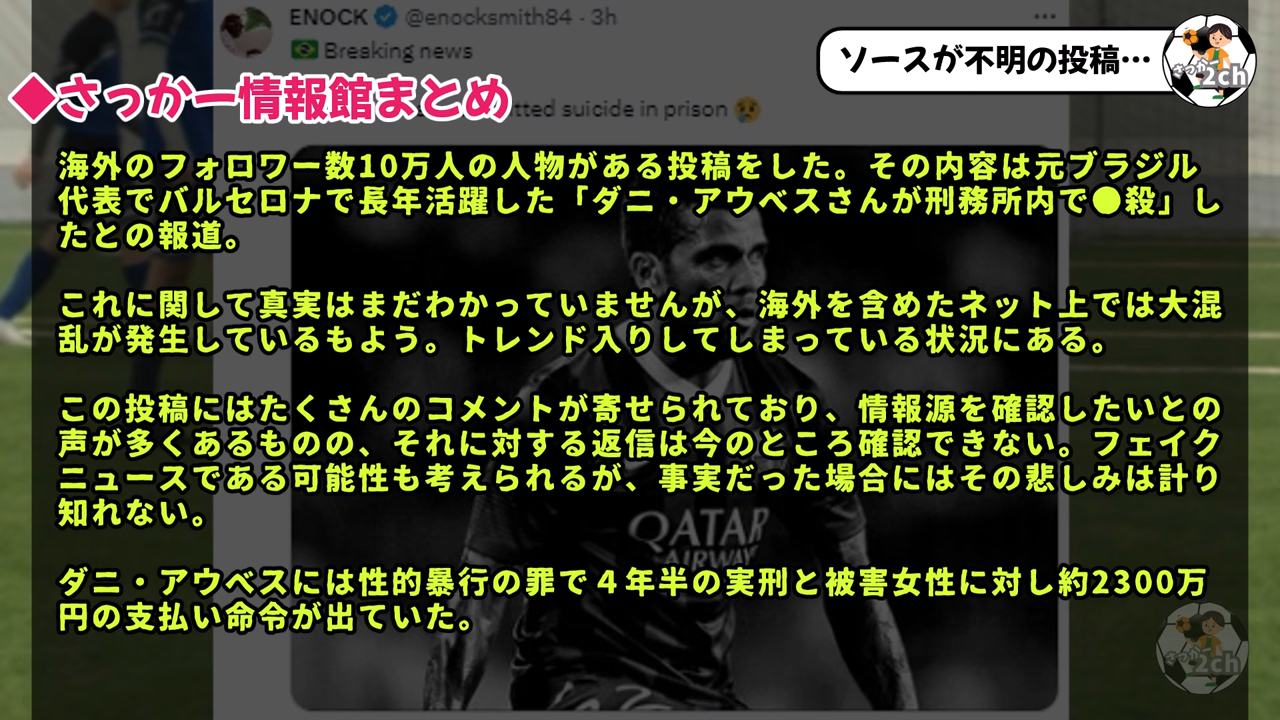 ENOCK @enocksmith84 · 3h
Breaking news
ソースが不明の投稿…
さっかー2ch
◆さっかー情報館まとめ
tted suicide in prison 😢
海外のフォロワー数10万人の人物がある投稿をした。その内容は元ブラジル
代表でバルセロナで長年活躍した「ダニ・アウベスさんが刑務所内で●殺」し
たとの報道。
これに関して真実はまだわかっていませんが、海外を含めたネット上では大混
乱が発生しているもよう。トレンド入りしてしまっている状況にある。
この投稿にはたくさんのコメントが寄せられており、情報源を確認したいとの
声が多くあるものの、それに対する返信は今のところ確認できない。フェイク
ニュースである可能性も考えられるが、事実だった場合にはその悲しみは計り
知れない。
QATAR
AIRWAYS
ダニ・アウベスには性的暴行の罪で４年半の実刑と被害女性に対し約2300万
円の支払い命令が出ていた。
さっかー2ch